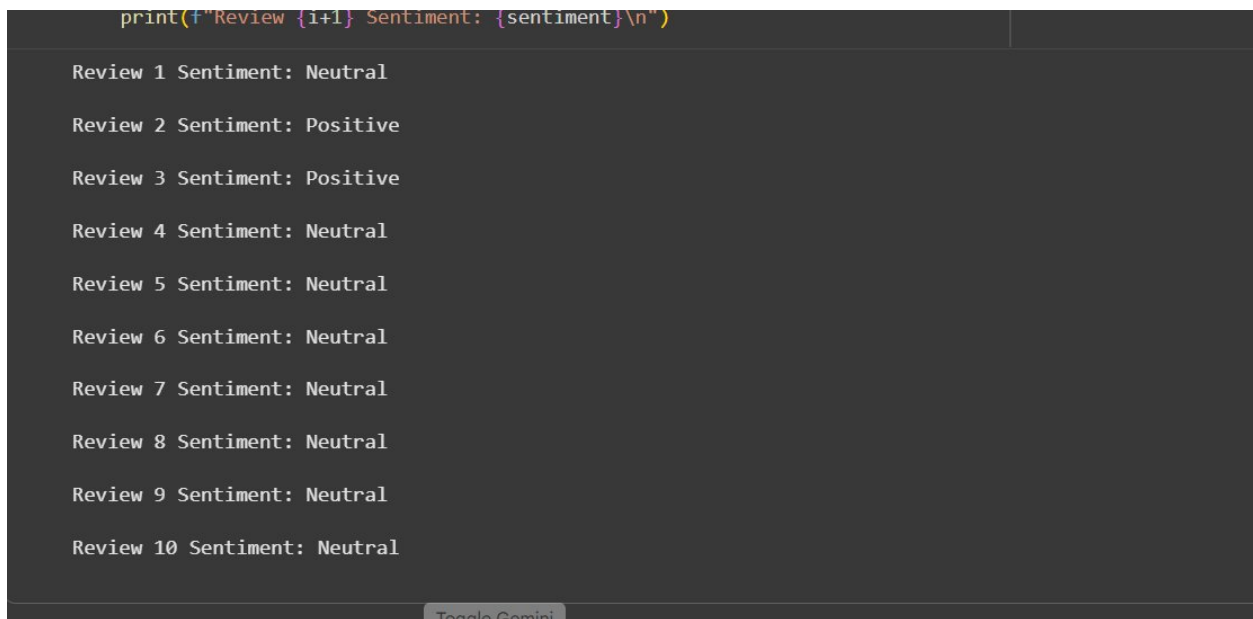 print(f"Review {i+1} Sentiment: {sentiment}\n")
Review 1 Sentiment: Neutral
Review 2 Sentiment: Positive
Review 3 Sentiment: Positive
Review 4 Sentiment: Neutral
Review 5 Sentiment: Neutral
Review 6 Sentiment: Neutral
Review 7 Sentiment: Neutral
Review 8 Sentiment: Neutral
Review 9 Sentiment: Neutral
Review 10 Sentiment: Neutral
Toggle Gemini